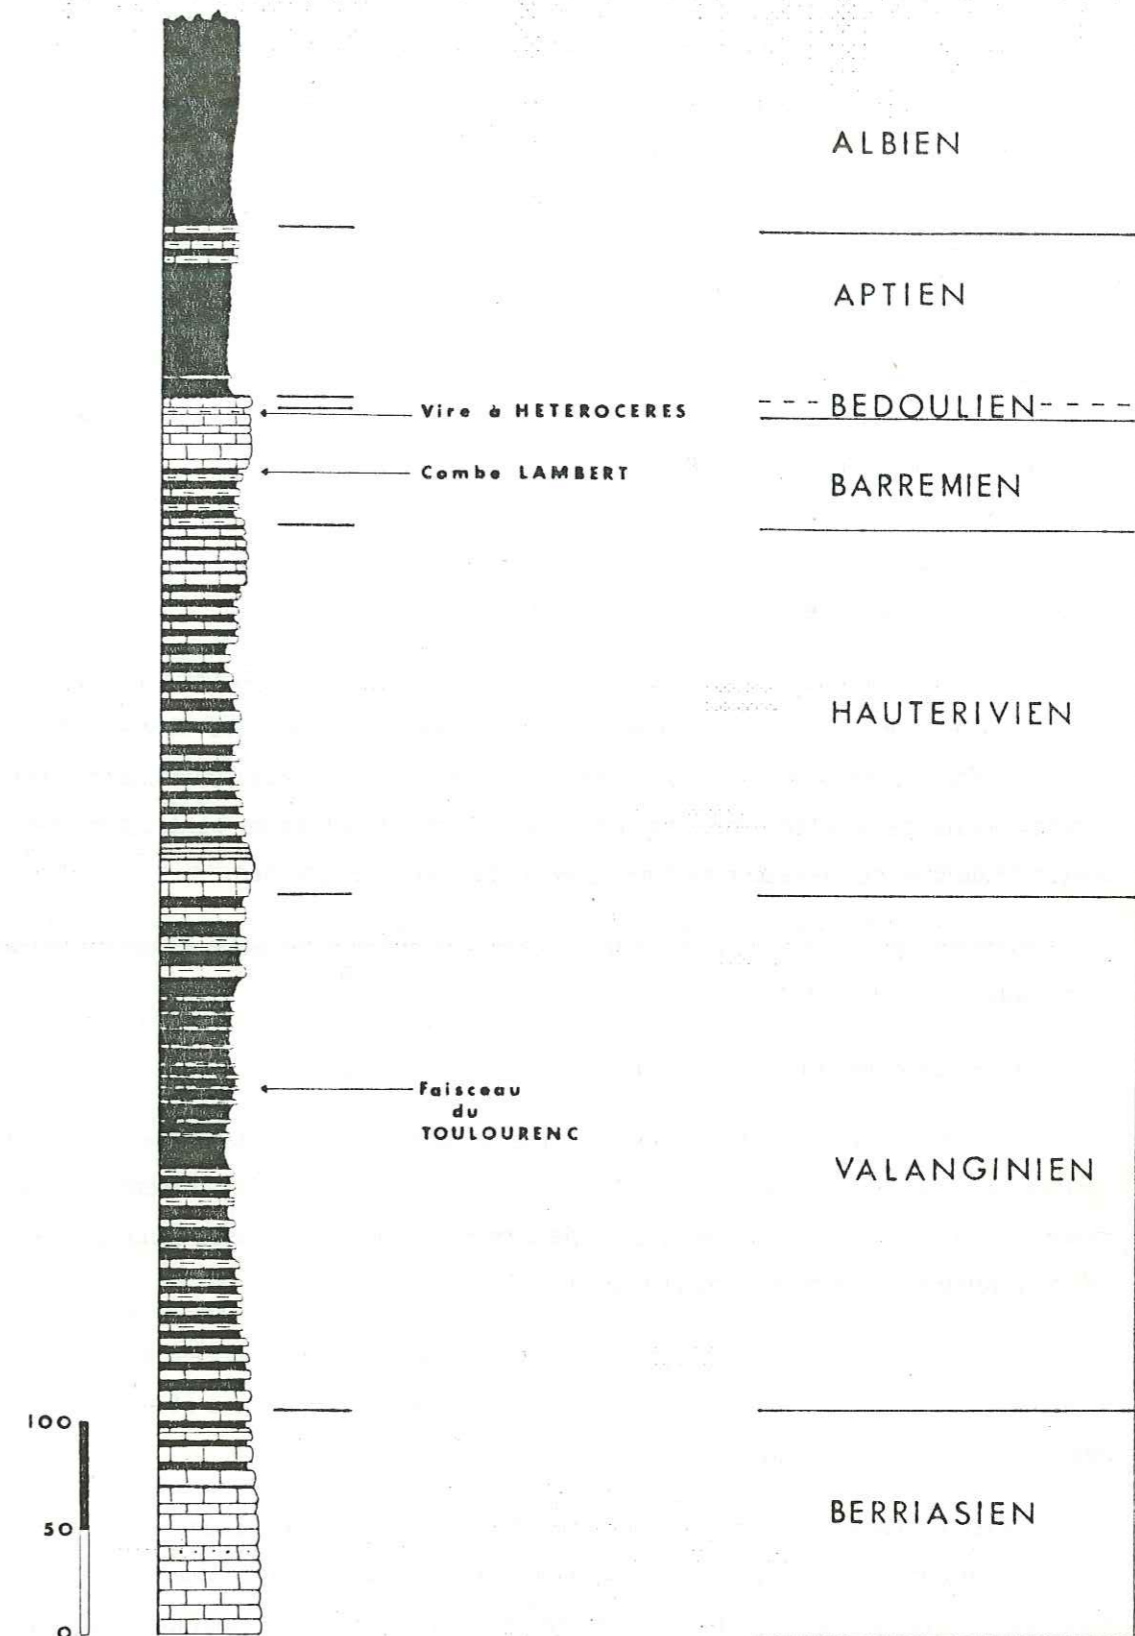 ALBIEN
APTIEN
Vire à HETEROCERES
BEDOULIEN
Combe LAMBERT
BARREMIEN
HAUTERIVIEN
Faisceau
du
TOULOURENC
VALANGINIEN
100
50
0
BERRIASIEN